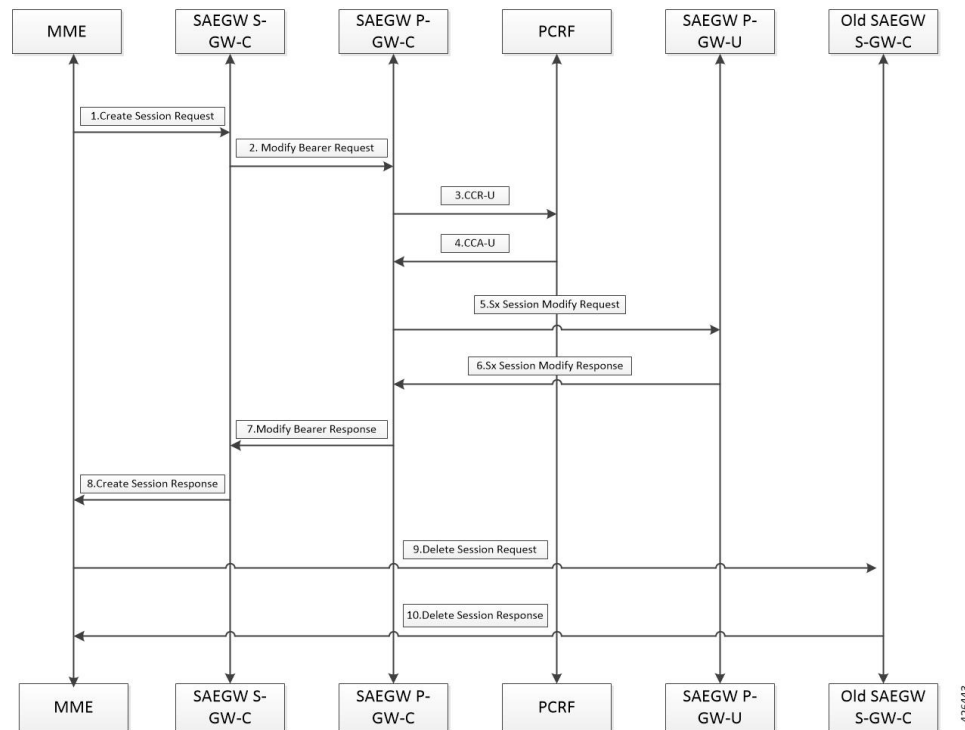 MME
SAEGW S-
GW-C
SAEGW P-
GW-C
PCRF
SAEGW P-
GW-U
Old SAEGW
S-GW-C
1.Create Session Request
2. Modify Bearer Request
3.CCR-U
4.CCA-U
5.Sx Session Modify Request
6.Sx Session Modify Response
7.Modify Bearer Response
8.Create Session Response
9.Delete Session Request
10.Delete Session Response
MME
SAEGW S-
GW-C
SAEGW P-
GW-C
PCRF
SAEGW P-
GW-U
Old SAEGW
S-GW-C
426443